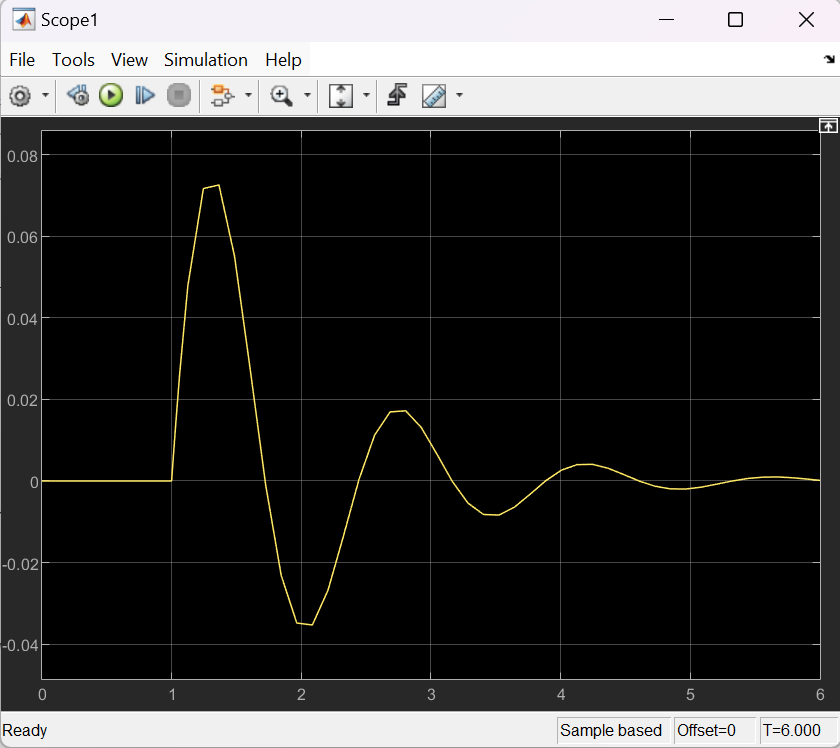 Scope1
File Tools View Simulation Help
0.08
0.06
0.04
0.02
0
-0.02
-0.04
0 1 2 3 4 5 6
Ready Sample based Offset=0 T=6.000